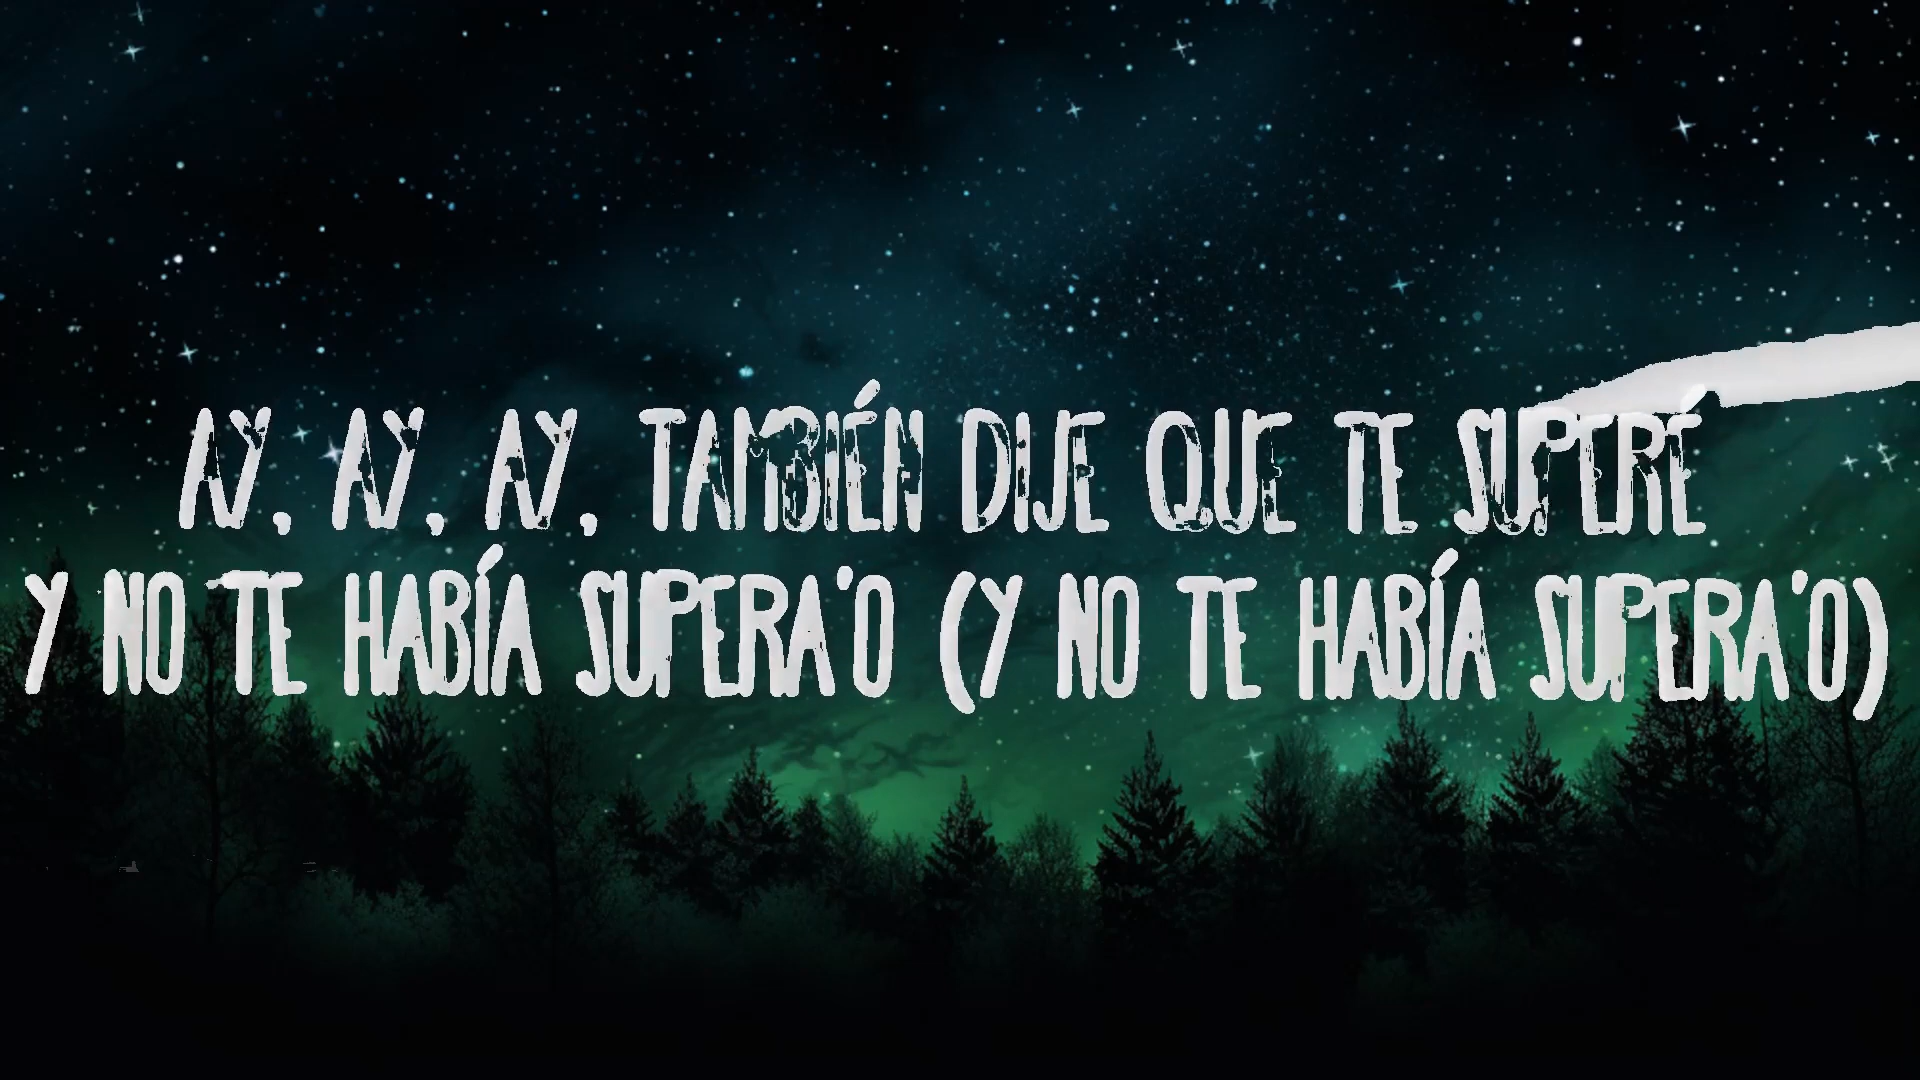 AY, AY, AY, TAMBIÉN DIJE QUE TE SUPERÉ
Y NO TE HABÍA SUPERA'O (Y NO TE HABÍA SUPERA'O)